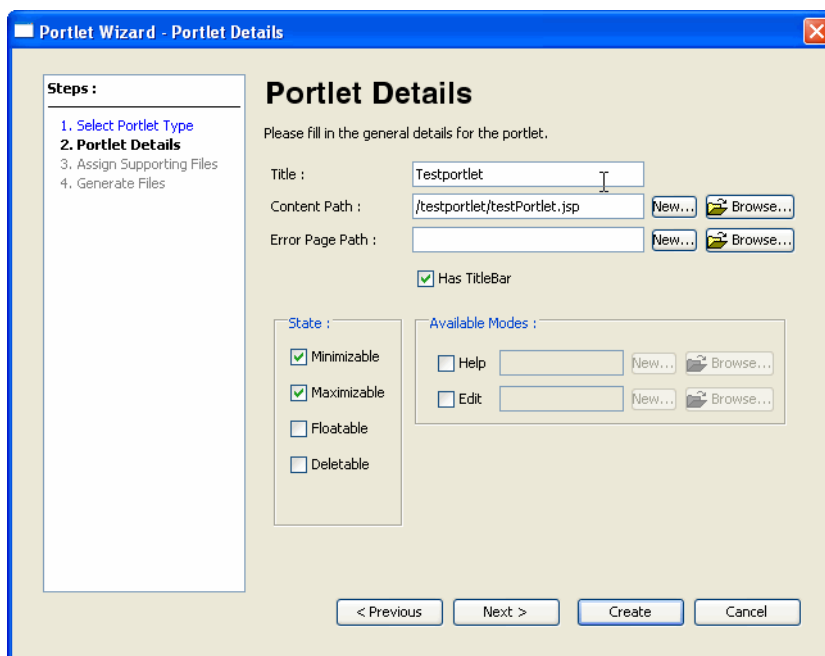 Portlet Wizard - Portlet Details
Steps :
1. Select Portlet Type
2. Portlet Details
3. Assign Supporting Files
4. Generate Files
Portlet Details
Please fill in the general details for the portlet.
Title : Testportlet
Content Path : /testportlet/testPortlet.jsp New... Browse...
Error Page Path : New... Browse...
Has TitleBar
State :
Minimizable
Maximizable
Floatable
Deletable
Available Modes :
Help New... Browse...
Edit New... Browse...
< Previous Next > Create Cancel